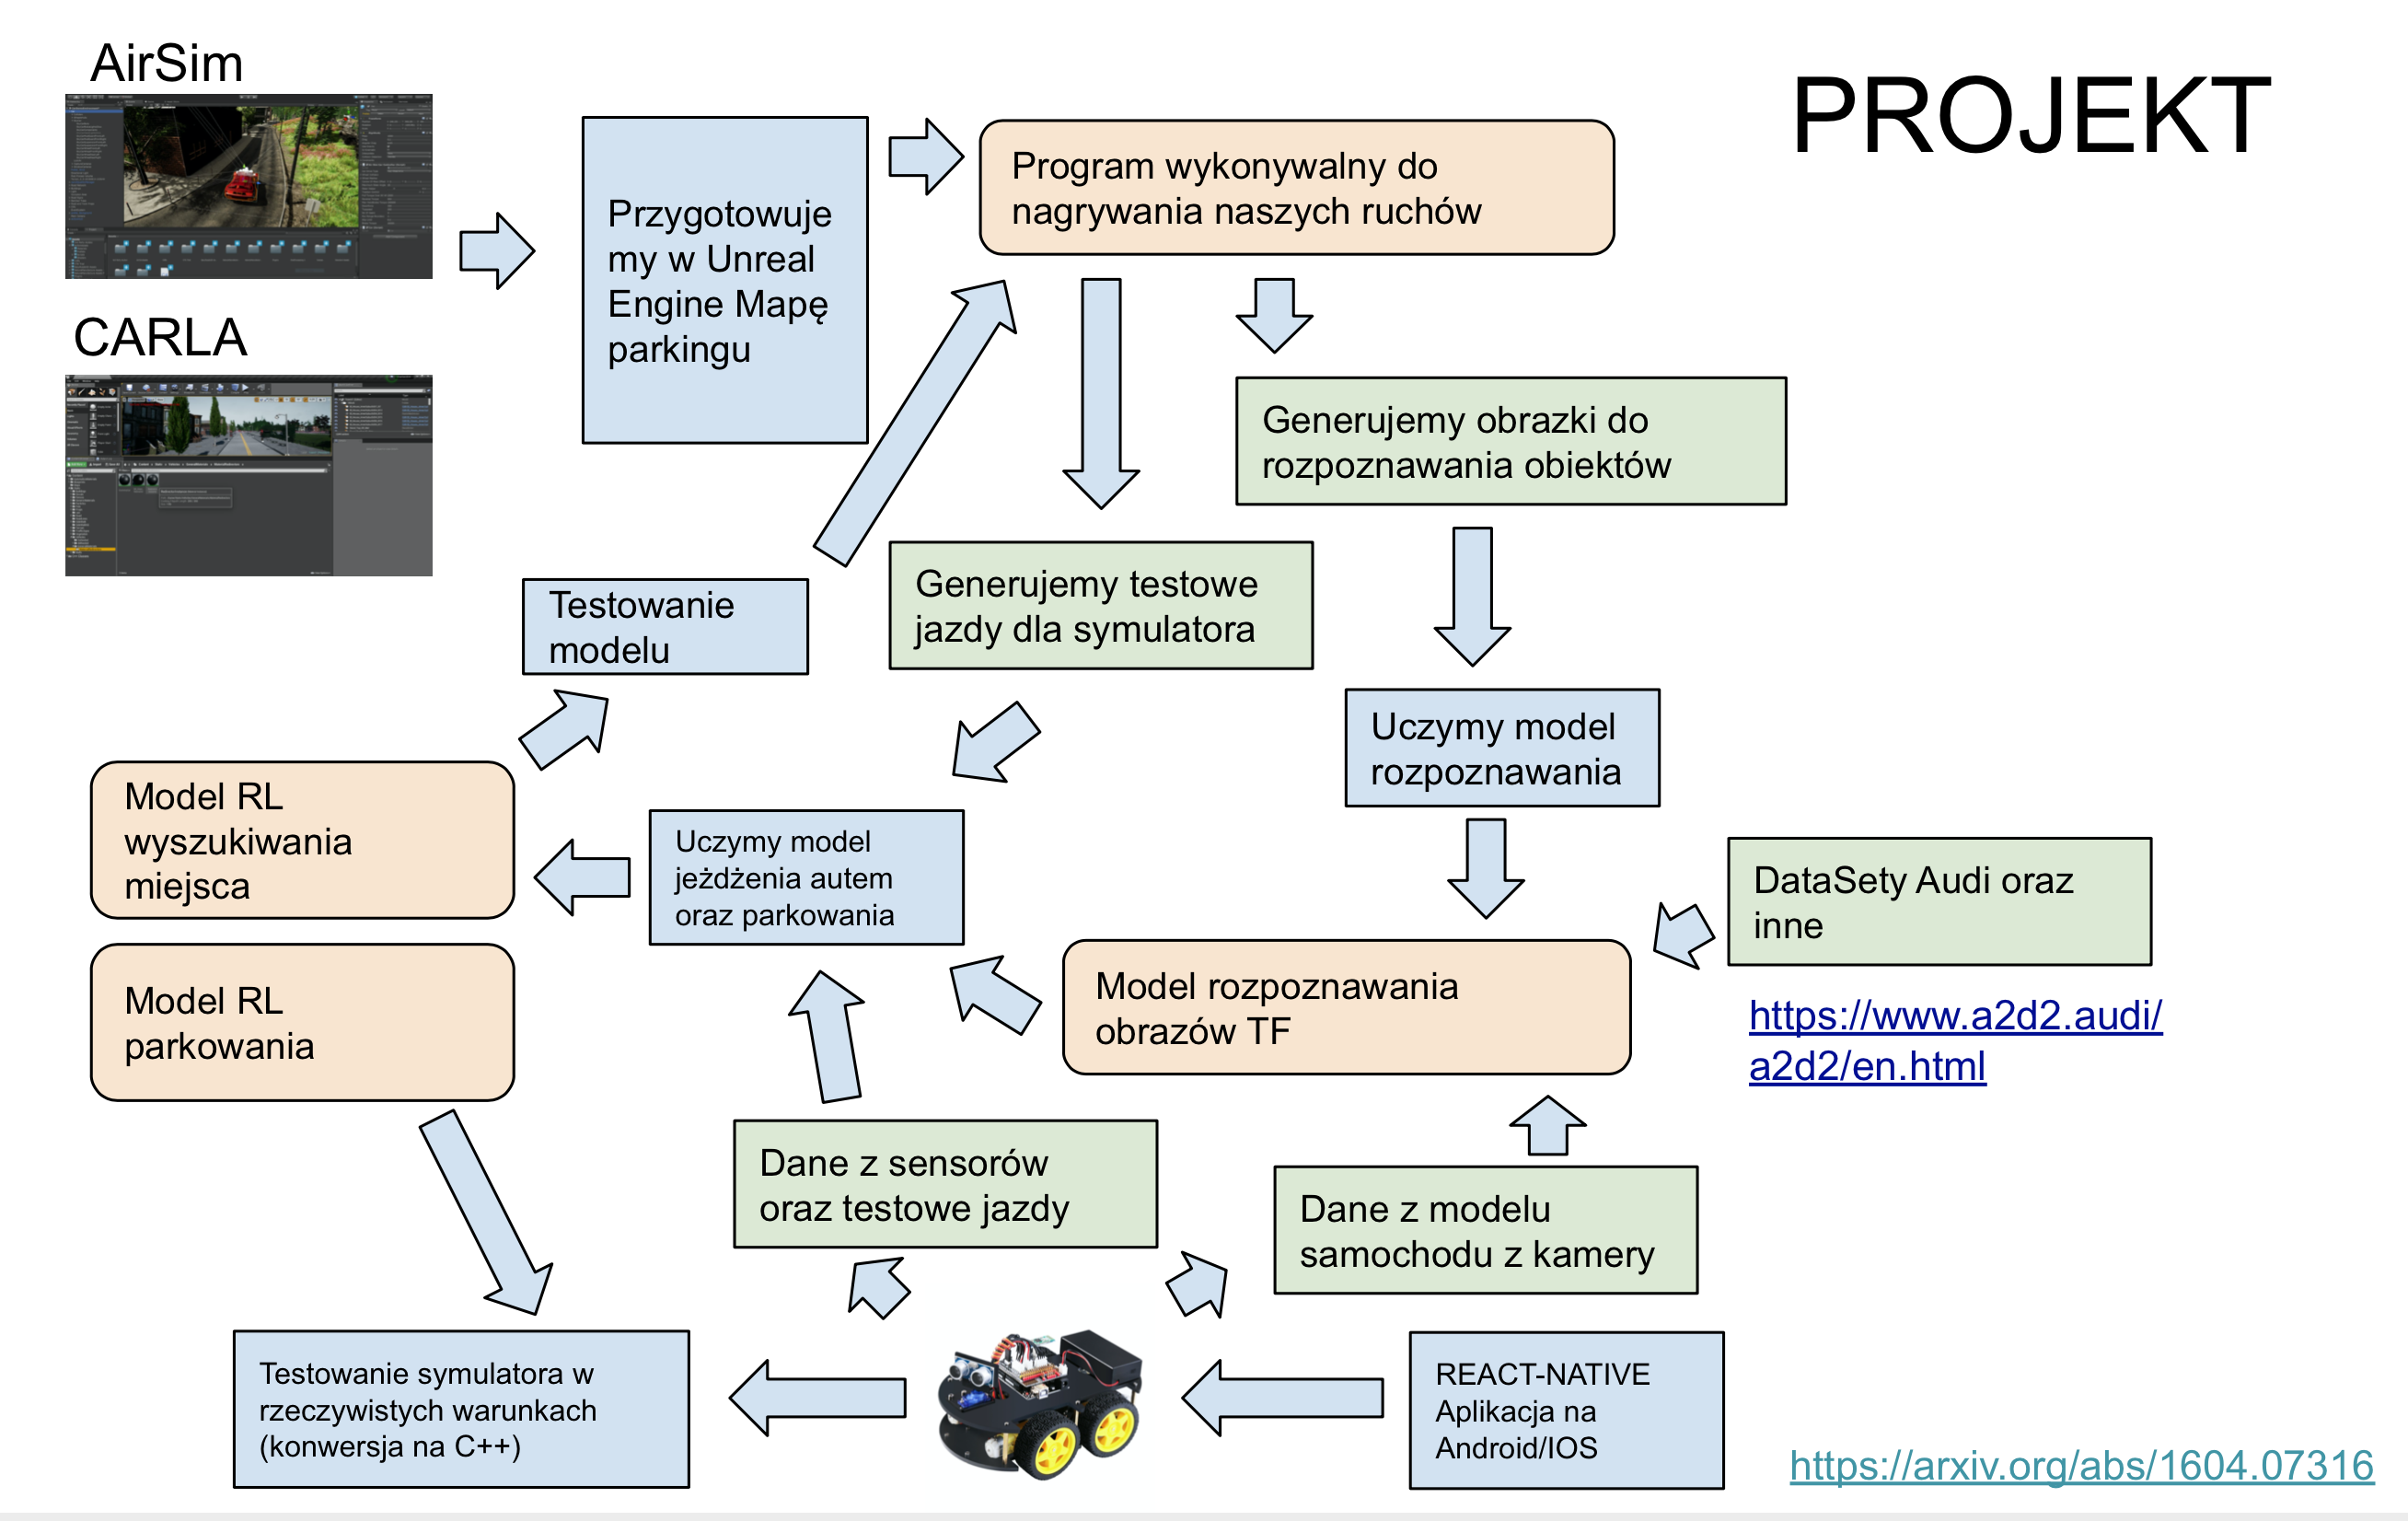 AirSim
PROJEKT
CARLA
Przygotowuje
my w Unreal
Engine Mapę
parkingu
Program wykonywalny do
nagrywania naszych ruchów
Generujemy obrazki do
rozpoznawania obiektów
Generujemy testowe
jazdy dla symulatora
Testowanie
modelu
Uczymy model
rozpoznawania
Model RL
wyszukiwania
miejsca
Uczymy model
jeżdżenia autem
oraz parkowania
DataSety Audi oraz
inne
https://www.a2d2.audi/
a2d2/en.html
Model RL
parkowania
Model rozpoznawania
obrazów TF
Dane z sensorów
oraz testowe jazdy
Dane z modelu
samochodu z kamery
Testowanie symulatora w
rzeczywistych warunkach
(konwersja na C++)
REACT-NATIVE
Aplikacja na
Android/IOS
https://arxiv.org/abs/1604.07316